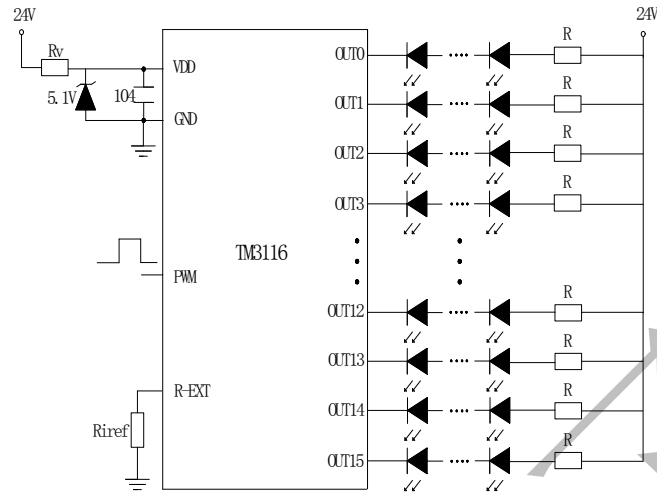 24V
24V
Rv
VDD
5.1V
104
GND
PWM
R-EXT
Riref
TM3116
OUT0
R
OUT1
R
OUT2
R
OUT3
R
OUT12
R
OUT13
R
OUT14
R
OUT15
R